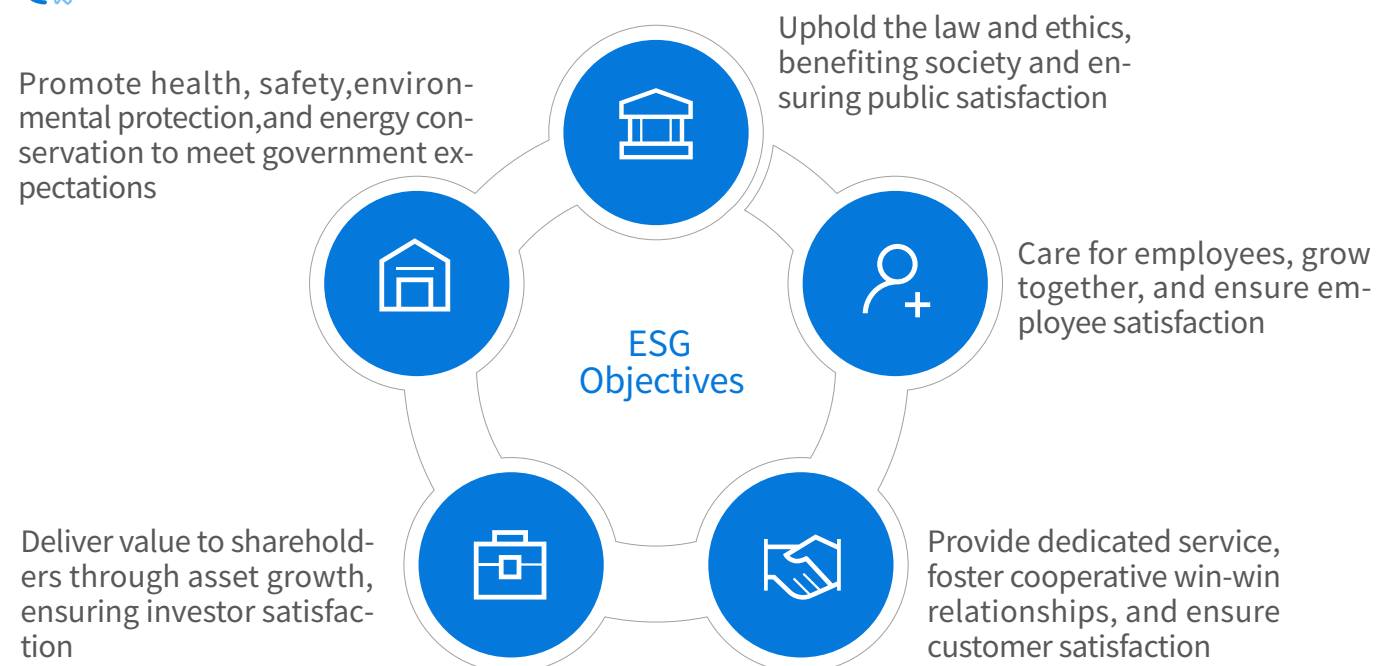 Uphold the law and ethics,
benefiting society and en-
suring public satisfaction
Promote health, safety,environ-
mental protection,and energy con-
servation to meet government ex-
pectations
Care for employees, grow
together, and ensure em-
ployee satisfaction
ESG
Objectives
Deliver value to sharehold-
ers through asset growth,
ensuring investor satisfac-
tion
Provide dedicated service,
foster cooperative win-win
relationships, and ensure
customer satisfaction